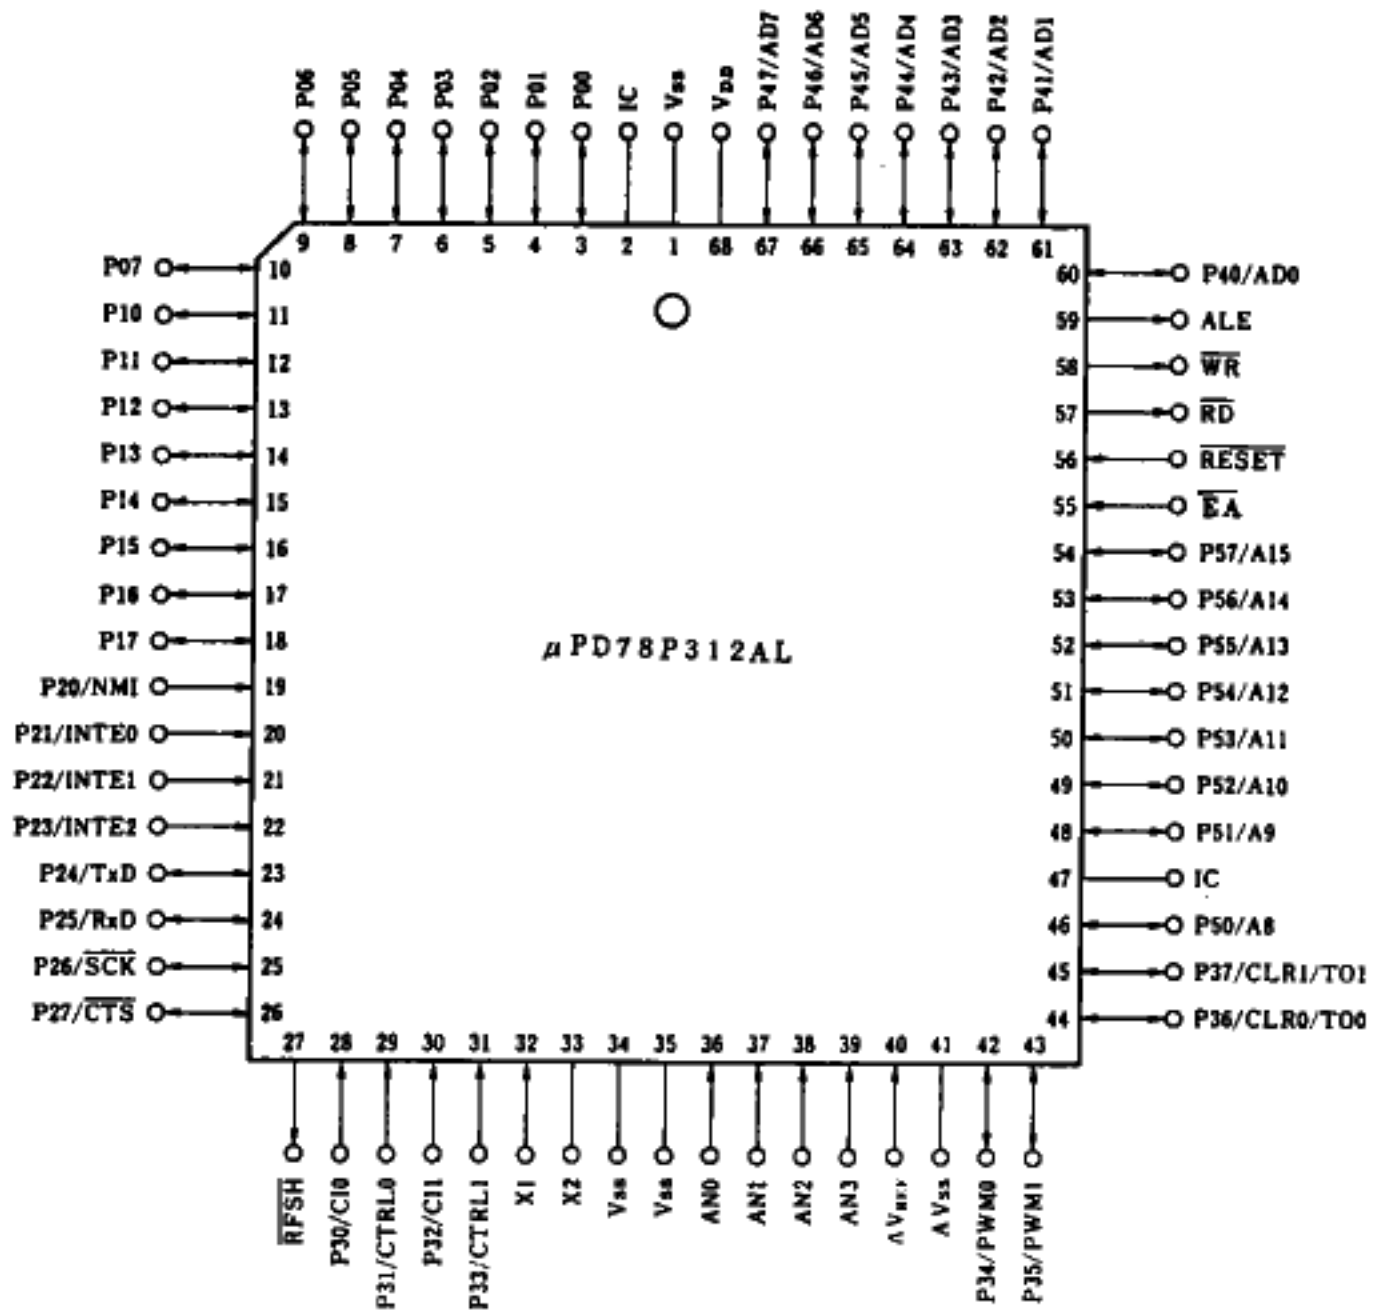 P06 P05 P04 P03 P02 P01 P00 IC VSS VDD P47/AD7 P46/AD6 P45/AD5 P44/AD4 P43/AD3 P42/AD2 P41/AD1
9 8 7 6 5 4 3 2 1 68 67 66 65 64 63 62 61
P07 10 60 P40/AD0
P10 11 59 ALE
P11 12 58 W̅R̅
P12 13 57 R̅D̅
P13 14 56 R̅E̅S̅E̅T̅
P14 15 55 E̅A̅
P15 16 54 P57/A15
P16 17 53 P56/A14
P17 18 μPD78P312AL 52 P55/A13
P20/NMI 19 51 P54/A12
P21/INTE0 20 50 P53/A11
P22/INTE1 21 49 P52/A10
P23/INTE2 22 48 P51/A9
P24/TxD 23 47 IC
P25/RxD 24 46 P50/A8
P26/S̅C̅K̅ 25 45 P37/CLR1/TO1
P27/C̅T̅S̅ 26 44 P36/CLR0/TO0
27 28 29 30 31 32 33 34 35 36 37 38 39 40 41 42 43
R̅F̅S̅H̅ P30/CI0 P31/CTRL0 P32/CI1 P33/CTRL1 X1 X2 VSS VSS AN0 AN1 AN2 AN3 AVREF AVSS P34/PWM0 P35/PWM1